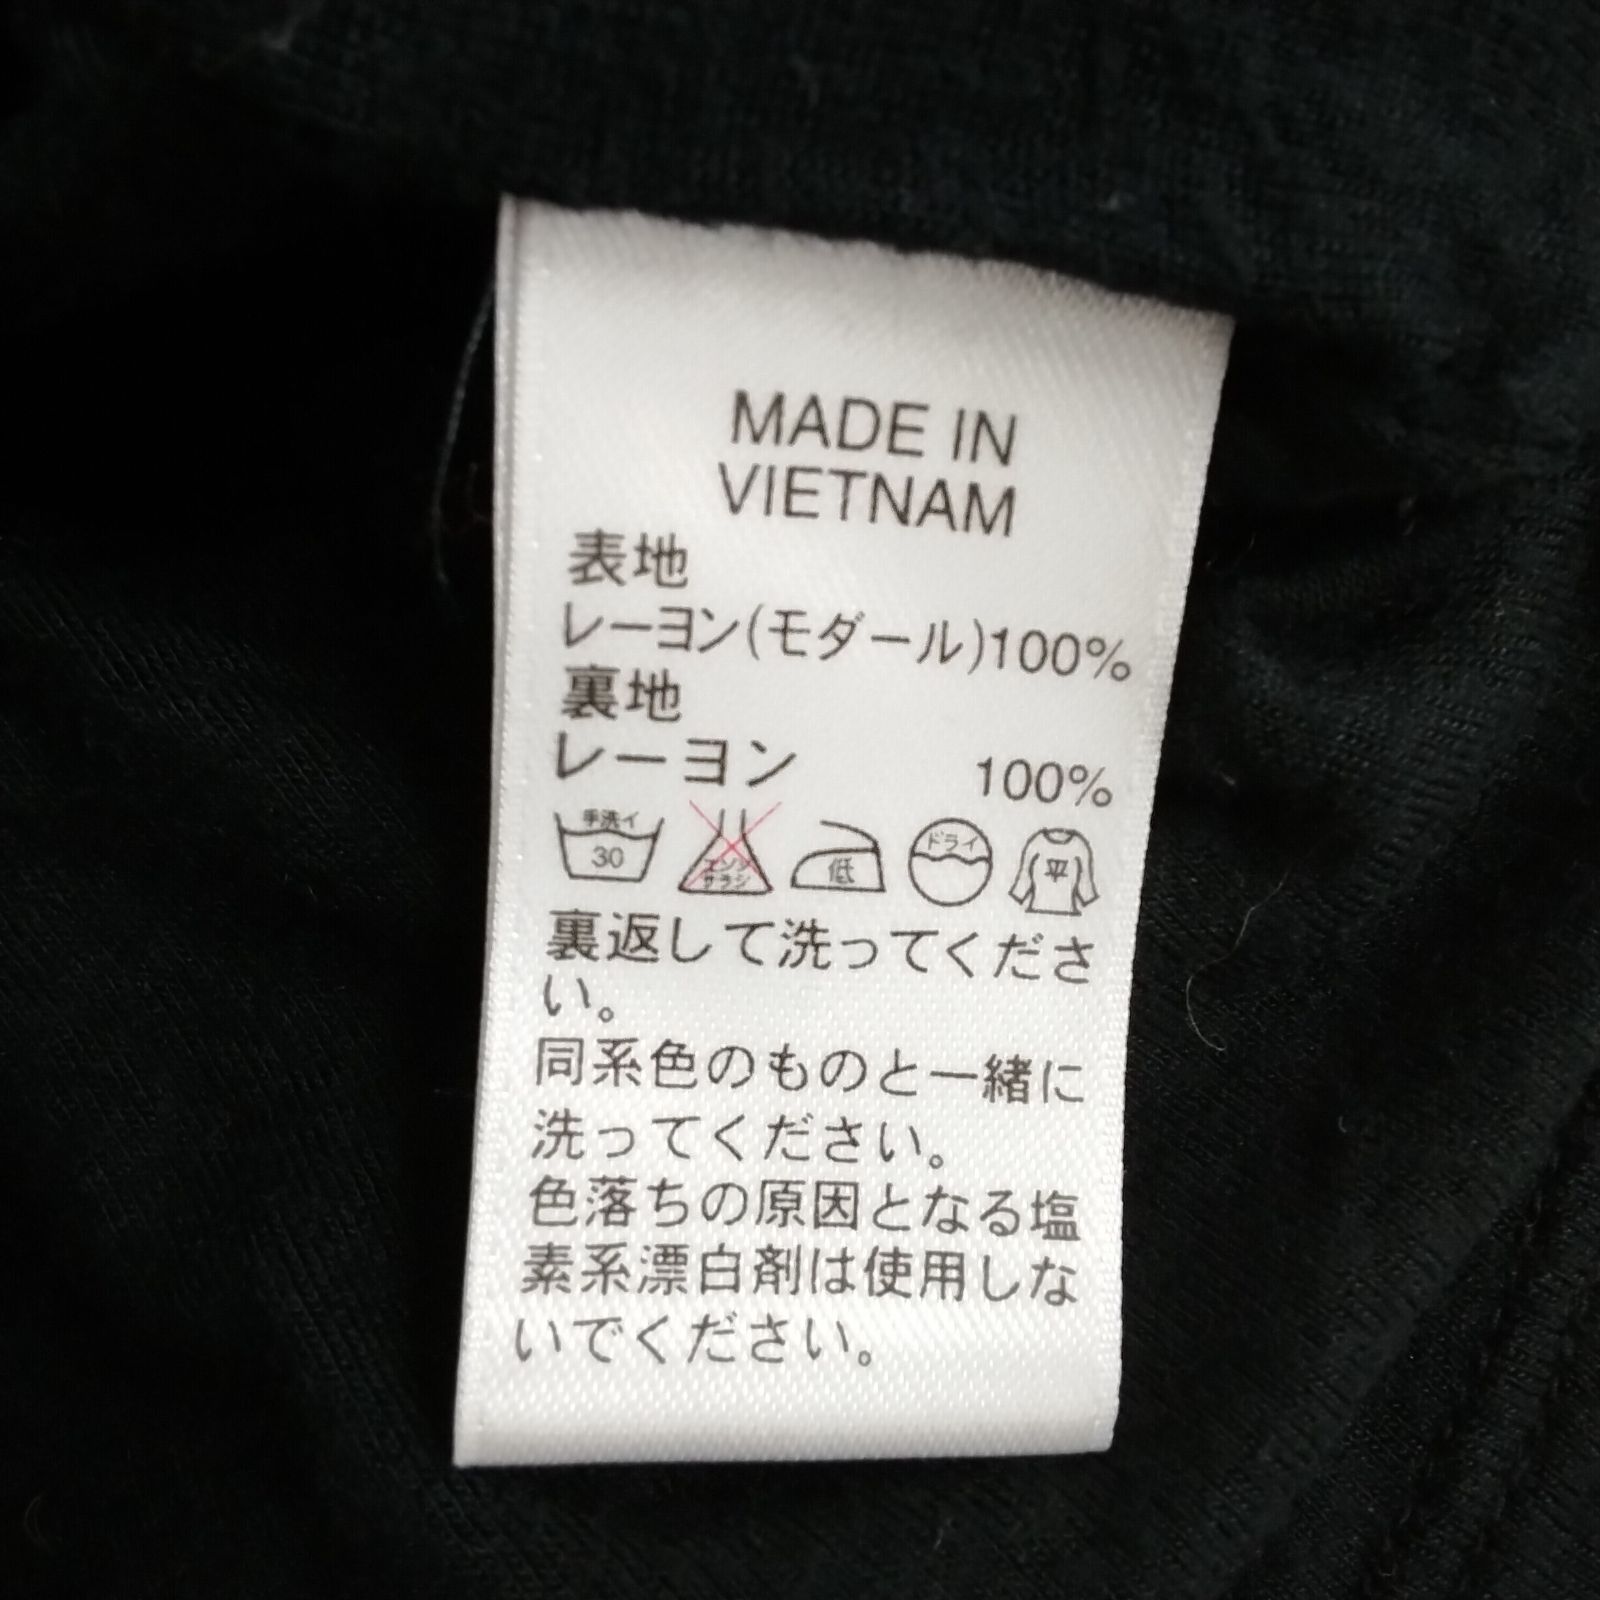 MADE IN
VIETNAM
表地
レーヨン(モダール)100%
裏地
レーヨン 100%
手洗イ
30
エンソ
サラシ
低
ドライ
平
裏返して洗ってくださ
い。
同系色のものと一緒に
洗ってください。
色落ちの原因となる塩
素系漂白剤は使用しな
いでください。